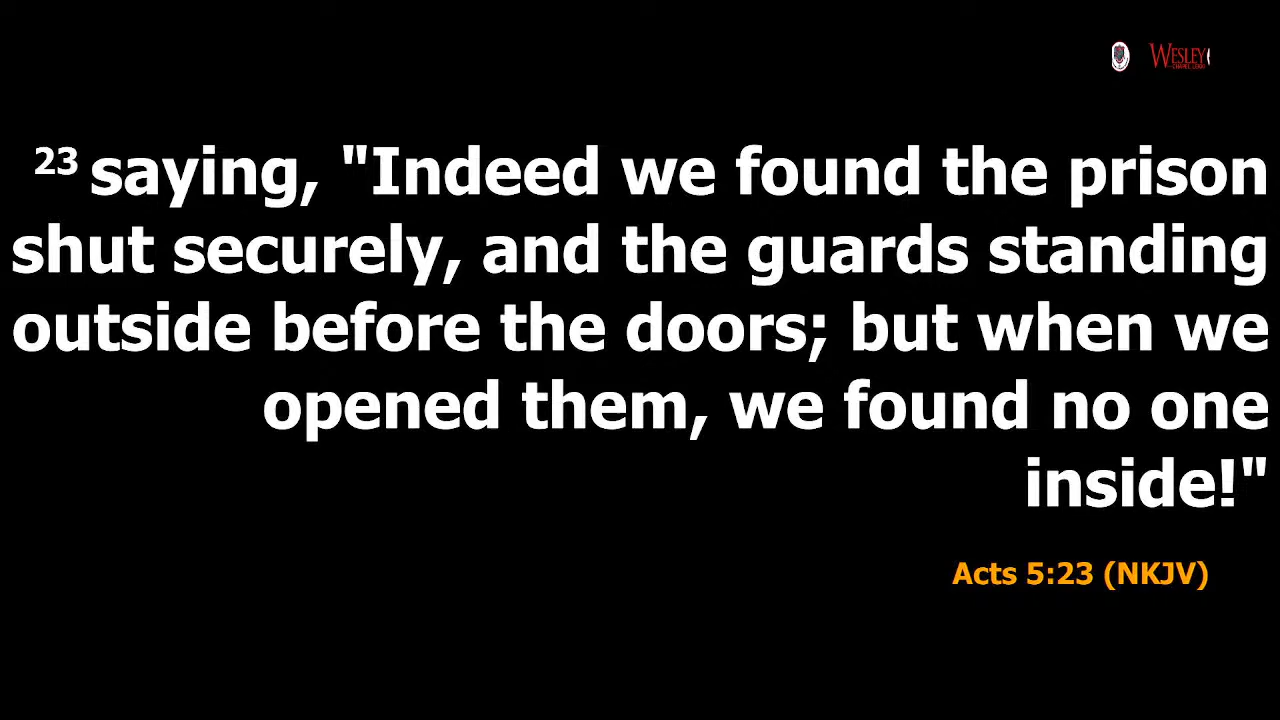 WESLEY
23 saying, "Indeed we found the prison
shut securely, and the guards standing
outside before the doors; but when we
opened them, we found no one
inside!"
Acts 5:23 (NKJV)